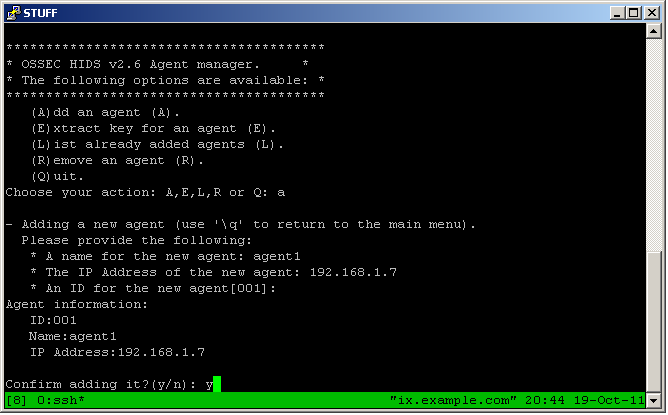 STUFF
****************************************
* OSSEC HIDS v2.6 Agent manager.     *
* The following options are available: *
****************************************
   (A)dd an agent (A).
   (E)xtract key for an agent (E).
   (L)ist already added agents (L).
   (R)emove an agent (R).
   (Q)uit.
Choose your action: A,E,L,R or Q: a
- Adding a new agent (use '\q' to return to the main menu).
  Please provide the following:
   * A name for the new agent: agent1
   * The IP Address of the new agent: 192.168.1.7
   * An ID for the new agent[001]:
Agent information:
   ID:001
   Name:agent1
   IP Address:192.168.1.7
Confirm adding it?(y/n): y
[8] 0:ssh* "ix.example.com" 20:44 19-Oct-11